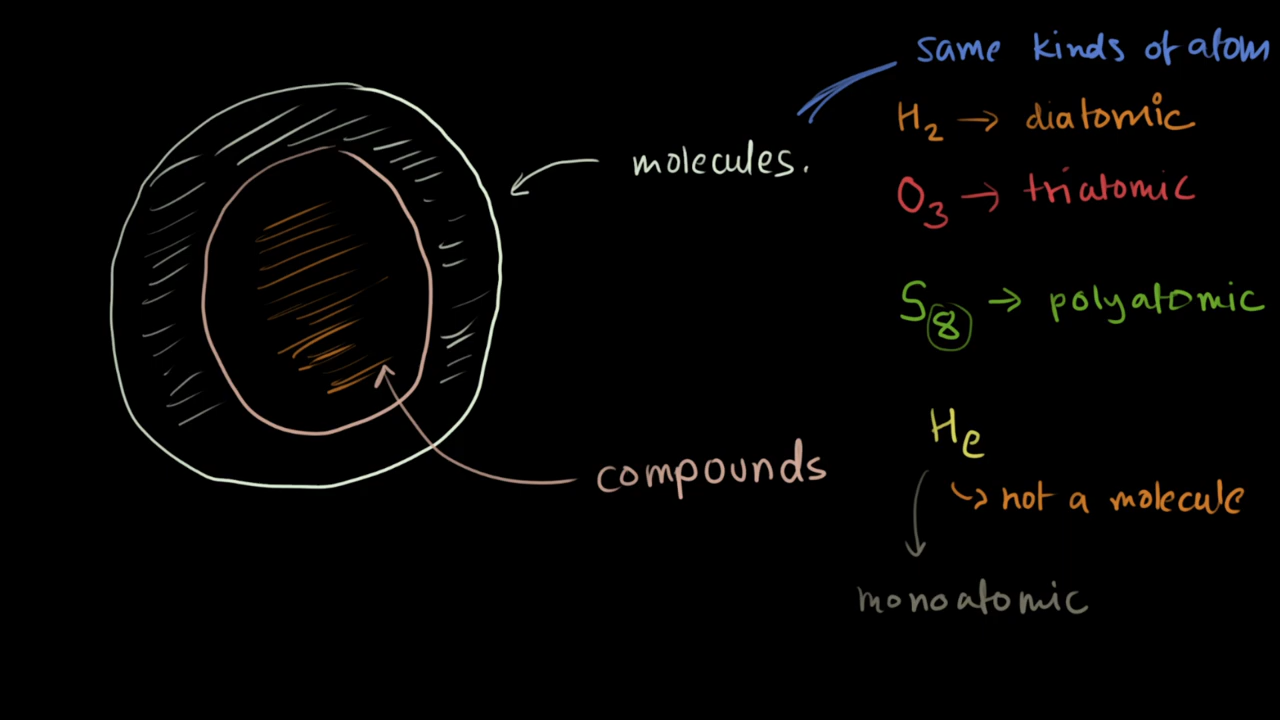 same kinds of atom
H₂ → diatomic
molecules.
O₃ → triatomic
S₈ → polyatomic
He
compounds
↪ not a molecule
monoatomic